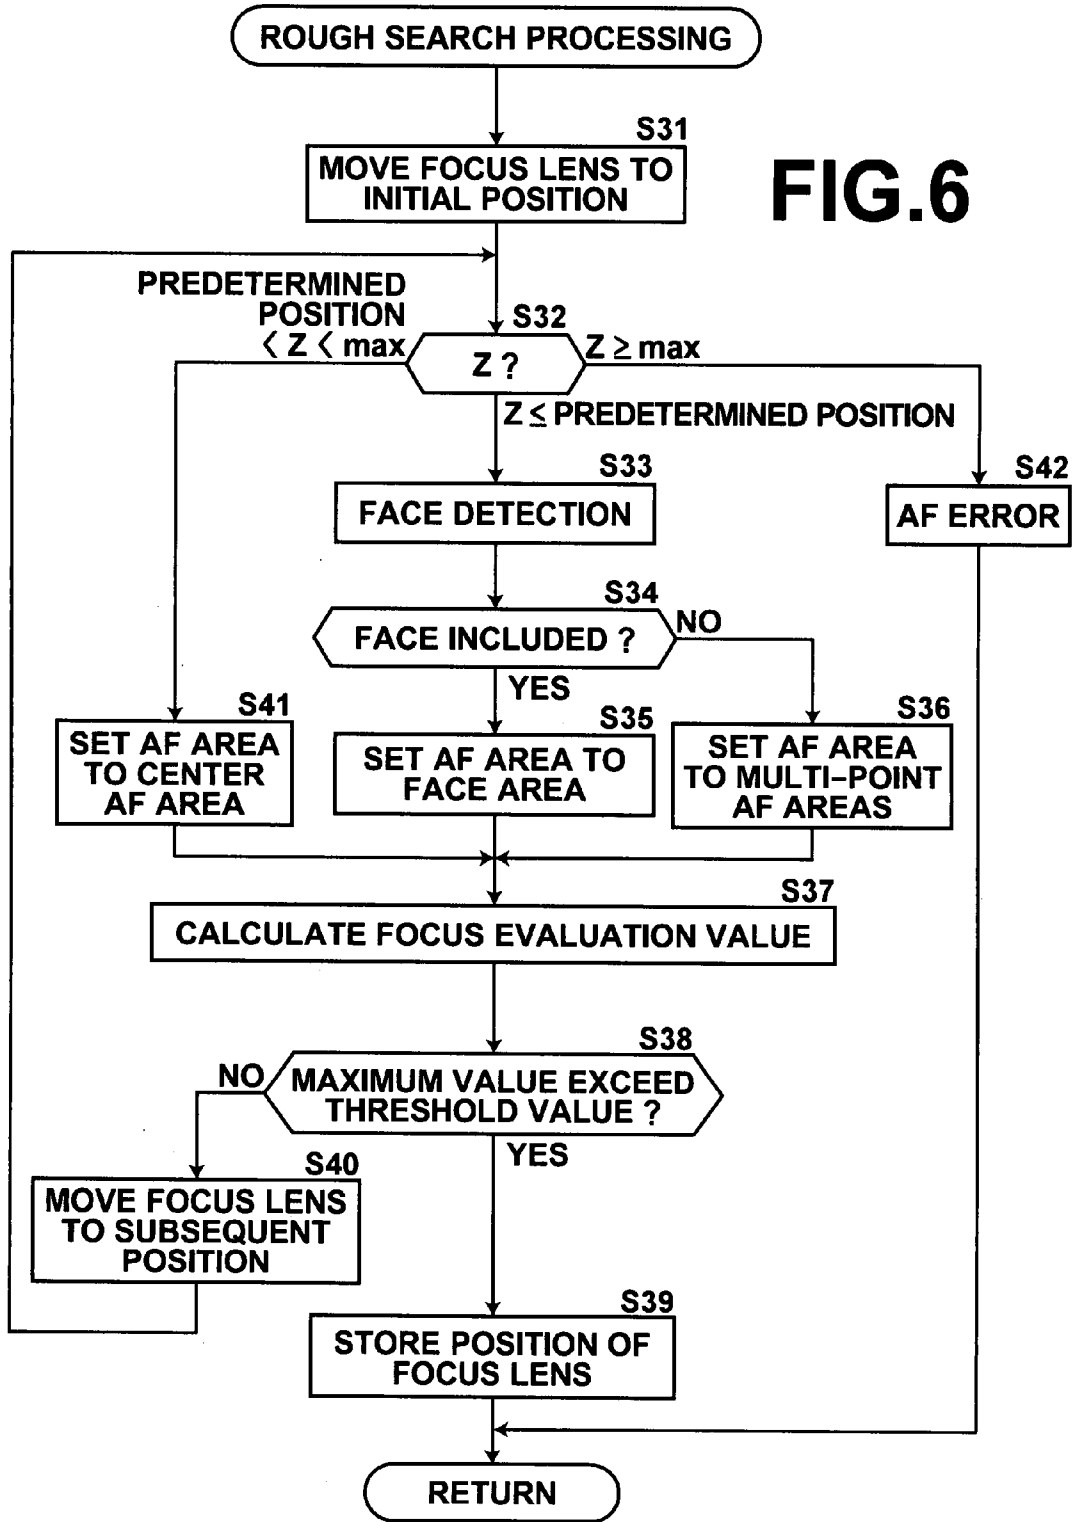 ROUGH SEARCH PROCESSING
S31
MOVE FOCUS LENS TO
INITIAL POSITION
FIG.6
PREDETERMINED
POSITION
< Z < max
S32
Z ?
Z ≥ max
Z ≤ PREDETERMINED POSITION
S33
FACE DETECTION
S42
AF ERROR
S34
FACE INCLUDED ?
NO
YES
S41
SET AF AREA
TO CENTER
AF AREA
S35
SET AF AREA TO
FACE AREA
S36
SET AF AREA
TO MULTI-POINT
AF AREAS
S37
CALCULATE FOCUS EVALUATION VALUE
S38
MAXIMUM VALUE EXCEED
THRESHOLD VALUE ?
NO
YES
S40
MOVE FOCUS LENS
TO SUBSEQUENT
POSITION
S39
STORE POSITION OF
FOCUS LENS
RETURN